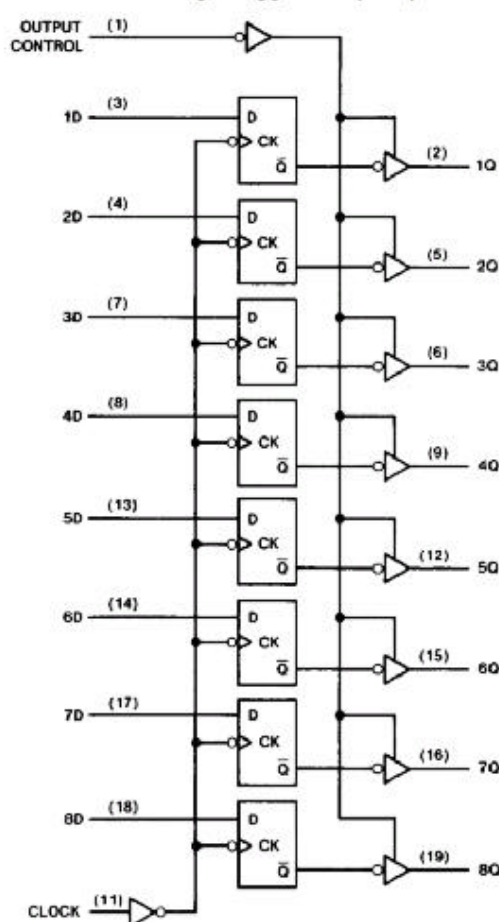 OUTPUT CONTROL (1)
1D (3) D
CK
Q̅ (2) 1Q
2D (4) D
CK
Q̅ (5) 2Q
3D (7) D
CK
Q̅ (6) 3Q
4D (8) D
CK
Q̅ (9) 4Q
5D (13) D
CK
Q̅ (12) 5Q
6D (14) D
CK
Q̅ (15) 6Q
7D (17) D
CK
Q̅ (16) 7Q
8D (18) D
CK
Q̅ (19) 8Q
CLOCK (11)